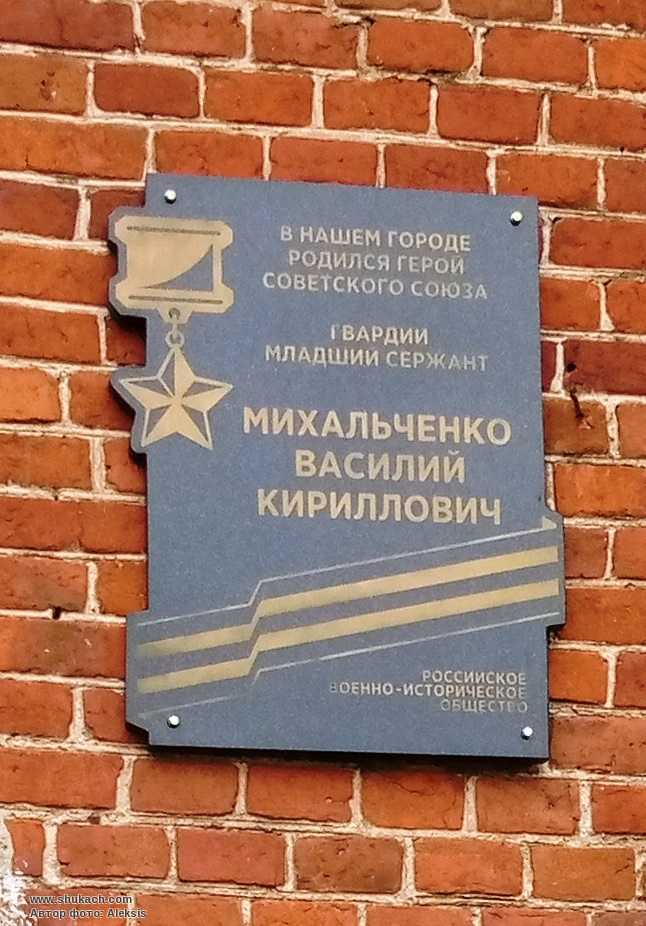 В НАШЕМ ГОРОДЕ
РОДИЛСЯ ГЕРОЙ
СОВЕТСКОГО СОЮЗА
ГВАРДИИ
МЛАДШИЙ СЕРЖАНТ
МИХАЛЬЧЕНКО
ВАСИЛИЙ
КИРИЛЛОВИЧ
РОССИЙСКОЕ
ВОЕННО-ИСТОРИЧЕСКОЕ
ОБЩЕСТВО
www.shukach.com
Автор фото: Aleksis